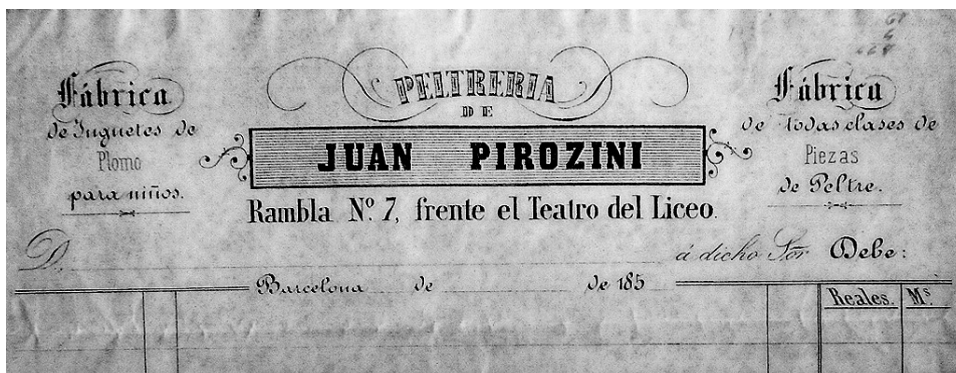 Fábrica
de Juguetes de
Plomo
para niños.
PELTRERIA
DE
JUAN PIROZINI
Rambla Nº 7, frente el Teatro del Liceo.
Fábrica
de todas clases de
Piezas
de Peltre.
D. á dicho Sor Debe:
Barcelona de de 185
Reales. Ms.